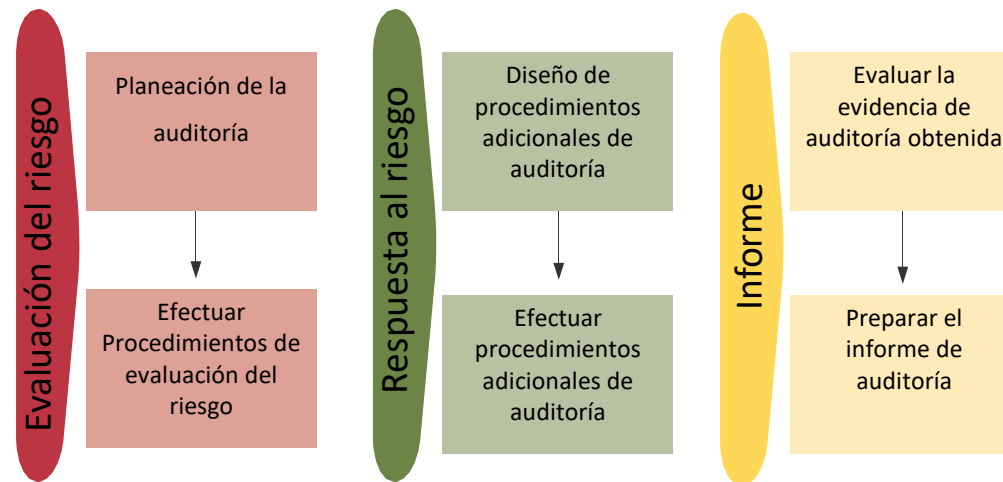 Evaluación del riesgo
Planeación de la
auditoría
Efectuar
Procedimientos de
evaluación del
riesgo
Respuesta al riesgo
Diseño de
procedimientos
adicionales de
auditoría
Efectuar
procedimientos
adicionales de
auditoría
Informe
Evaluar la
evidencia de
auditoría obtenida
Preparar el
informe de
auditoría